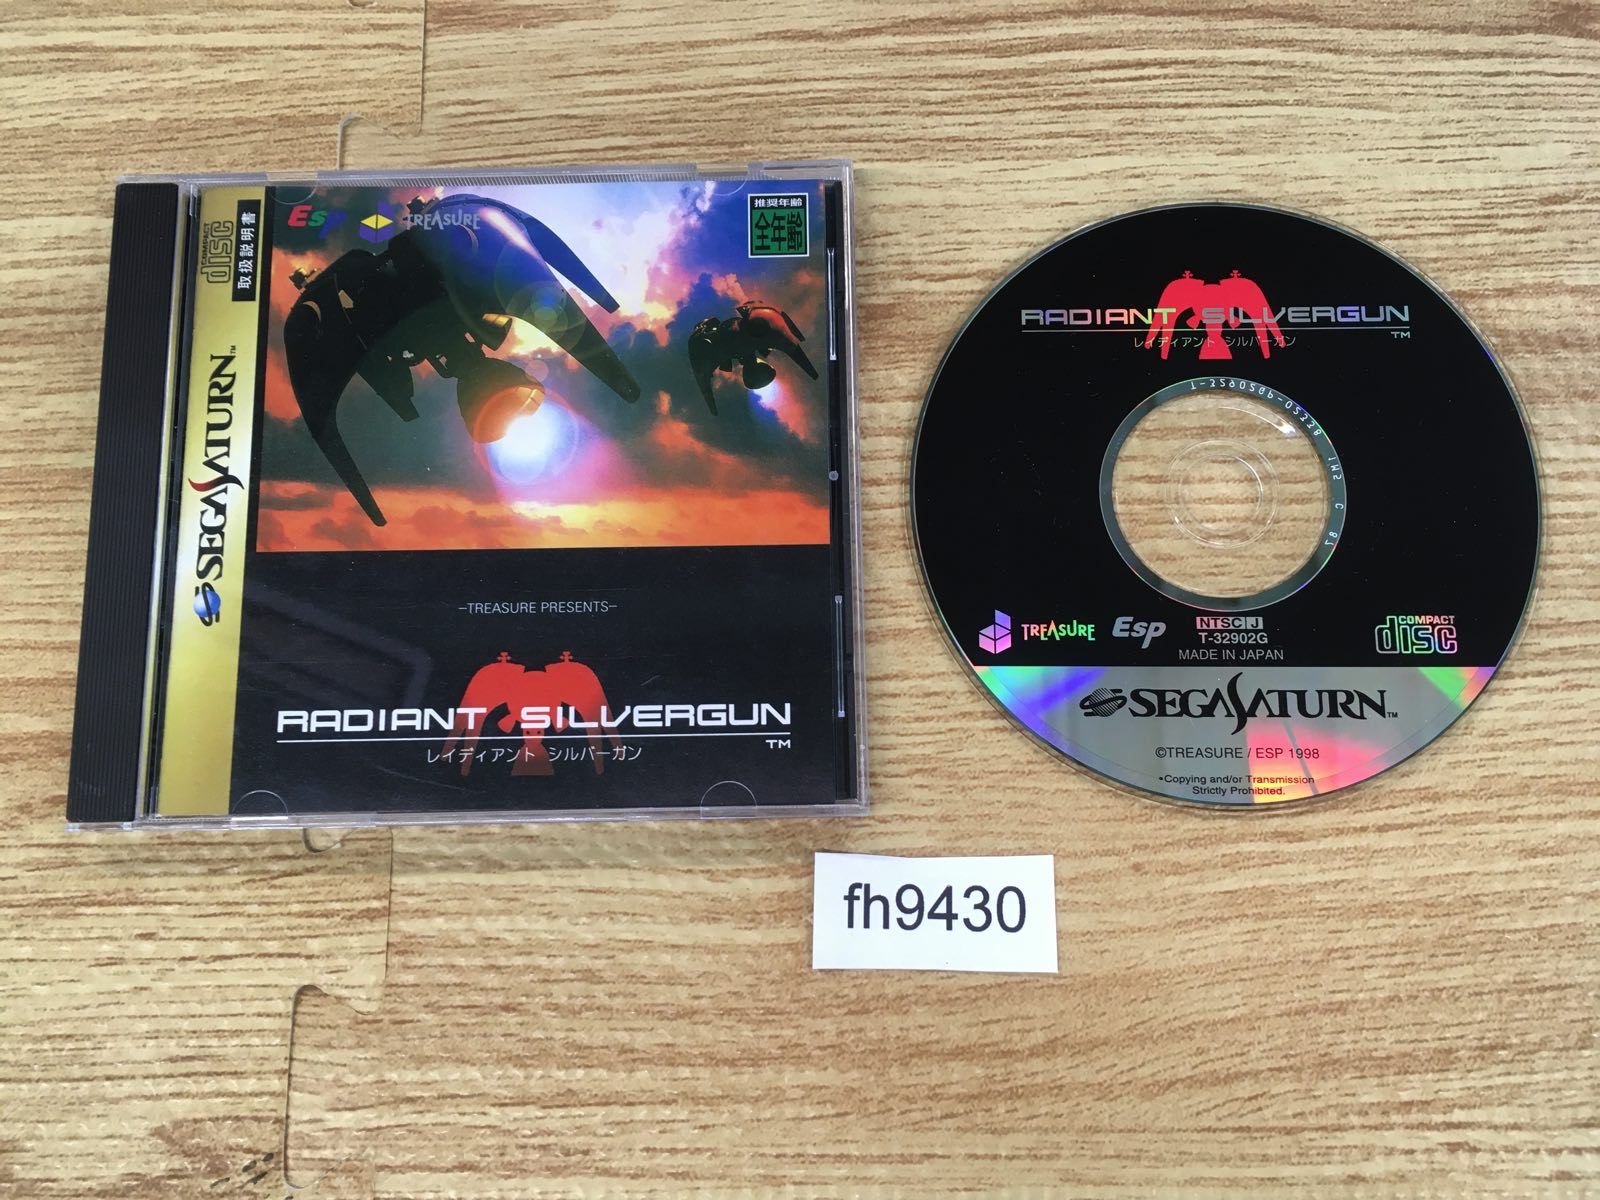 COMPACT
disc
取扱説明書
SEGA SATURN™
Esp
TREASURE
推奨年齢
全年齢
–TREASURE PRESENTS–
RADIANT SILVERGUN
TM
レイディアント シルバーガン
RADIANT SILVERGUN
TM
レイディアント シルバーガン
TREASURE
Esp
NTSC J
T-32902G
MADE IN JAPAN
COMPACT
disc
SEGA SATURN™
©TREASURE / ESP 1998
•Copying and/or Transmission
Strictly Prohibited.
fh9430